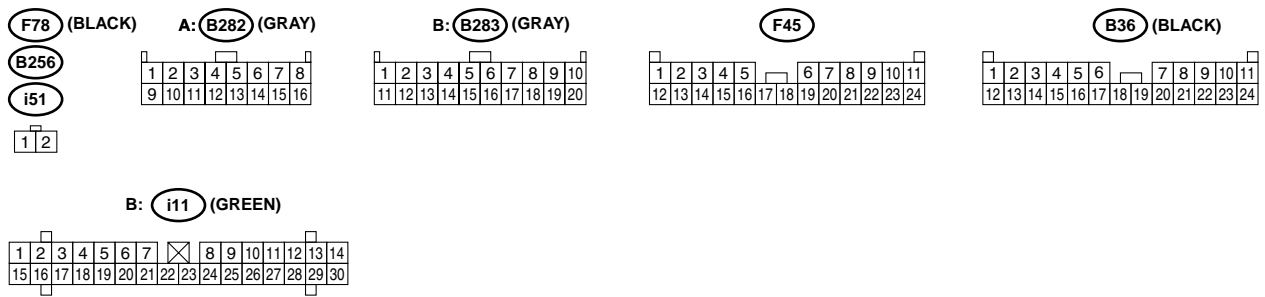 F78 (BLACK) A: B282 (GRAY) B: B283 (GRAY) F45 B36 (BLACK)
B256
i51
1 2
1 2 3 4 5 6 7 8
9 10 11 12 13 14 15 16
1 2 3 4 5 6 7 8 9 10
11 12 13 14 15 16 17 18 19 20
1 2 3 4 5 6 7 8 9 10 11
12 13 14 15 16 17 18 19 20 21 22 23 24
1 2 3 4 5 6 7 8 9 10 11
12 13 14 15 16 17 18 19 20 21 22 23 24
B: i11 (GREEN)
1 2 3 4 5 6 7 8 9 10 11 12 13 14
15 16 17 18 19 20 21 22 23 24 25 26 27 28 29 30